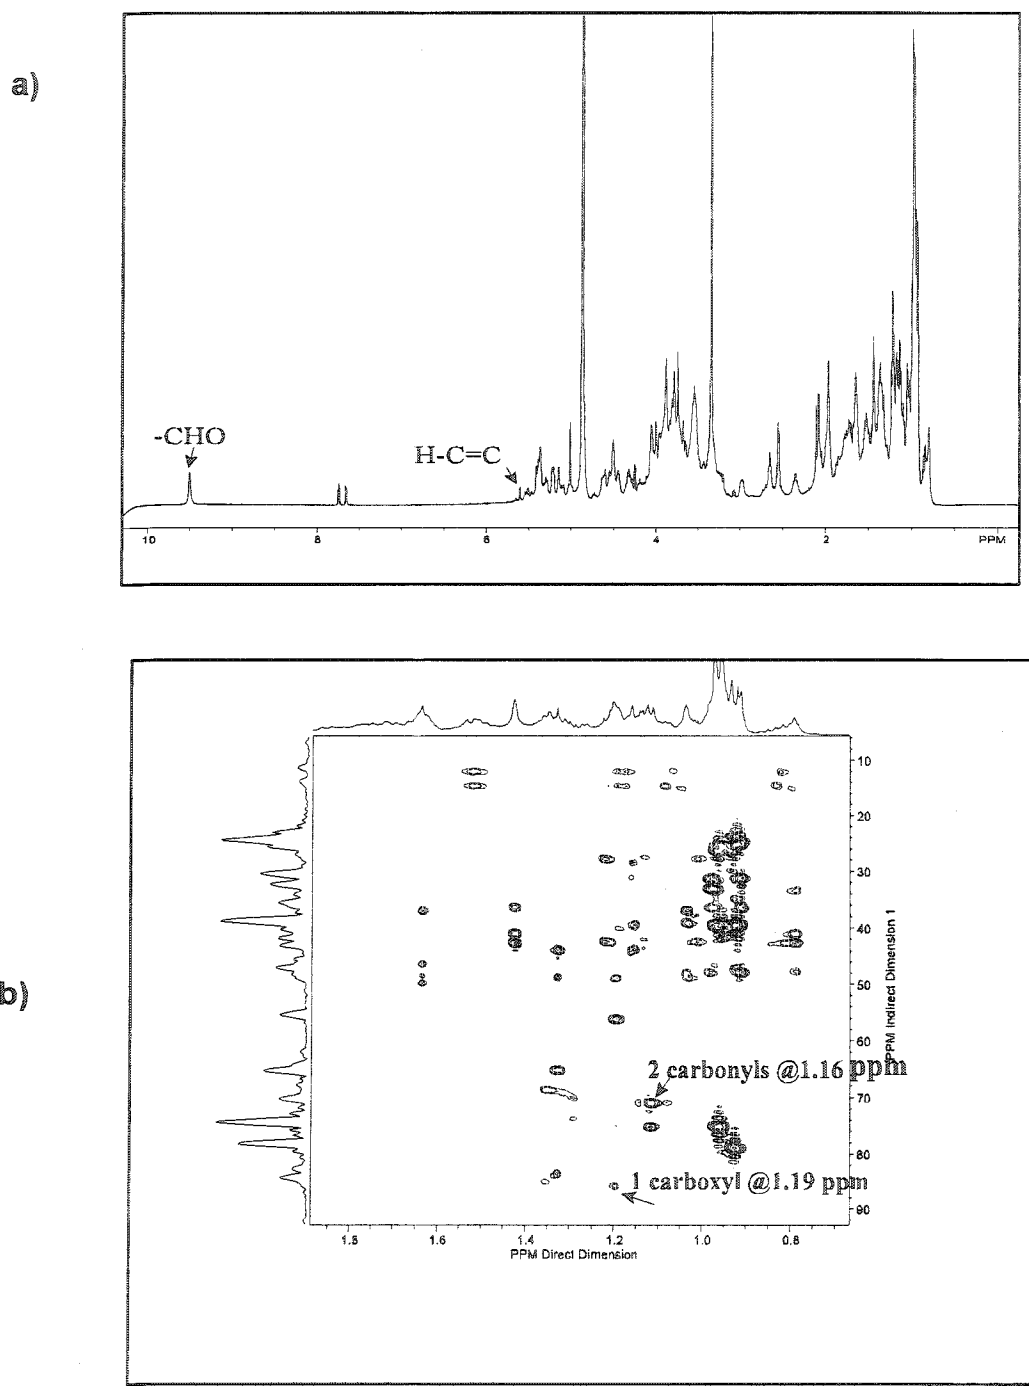 a)
-CHO
H-C=C
10 8 6 4 2 PPM
b)
10
20
30
40
50
60
70
80
90
PPM Indirect Dimension 1
2 carbonyls @1.16 ppm
1 carboxyl @1.19 ppm
1.8 1.6 1.4 1.2 1.0 0.8
PPM Direct Dimension